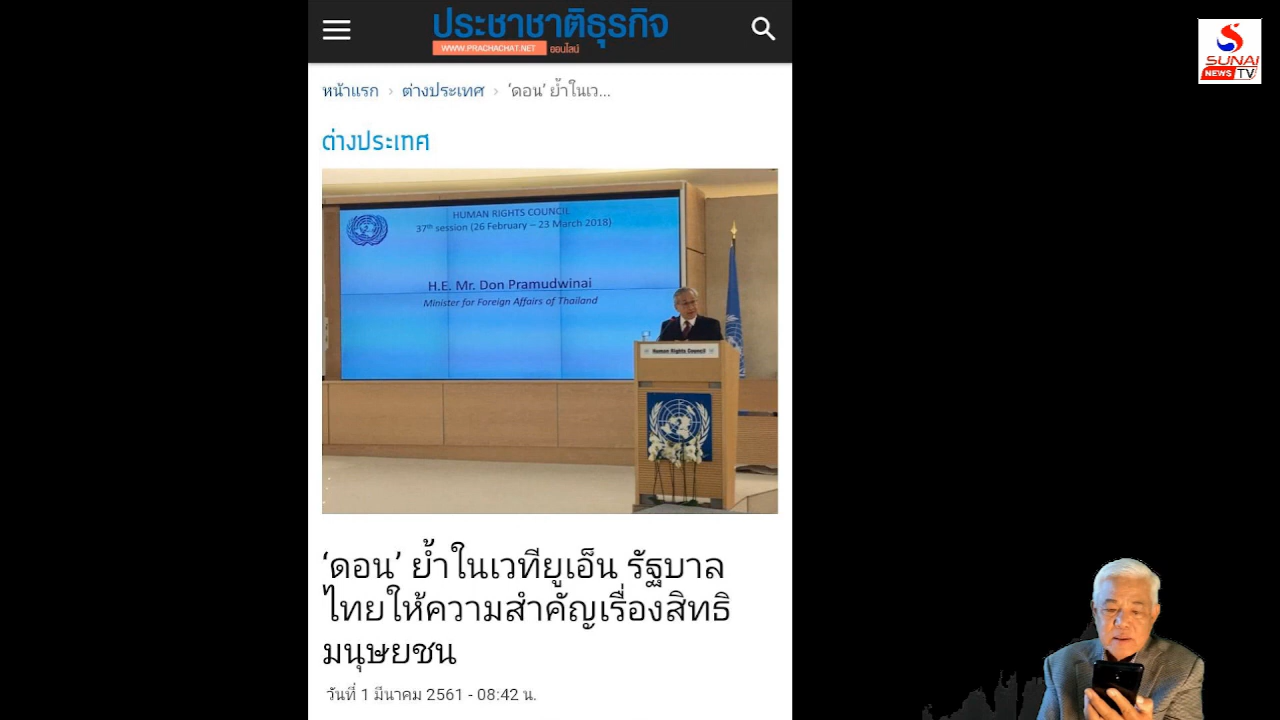 ประชาชาติธุรกิจ
WWW.PRACHACHAT.NET ออนไลน์
SUNAI
NEWS TV
หน้าแรก › ต่างประเทศ › ‘ดอน’ ย้ำในเว...
ต่างประเทศ
HUMAN RIGHTS COUNCIL
37th session (26 February – 23 March 2018)
H.E. Mr. Don Pramudwinai
Minister for Foreign Affairs of Thailand
Human Rights Council
‘ดอน’ ย้ำในเวทียูเอ็น รัฐบาล
ไทยให้ความสำคัญเรื่องสิทธิ
มนุษยชน
วันที่ 1 มีนาคม 2561 - 08:42 น.